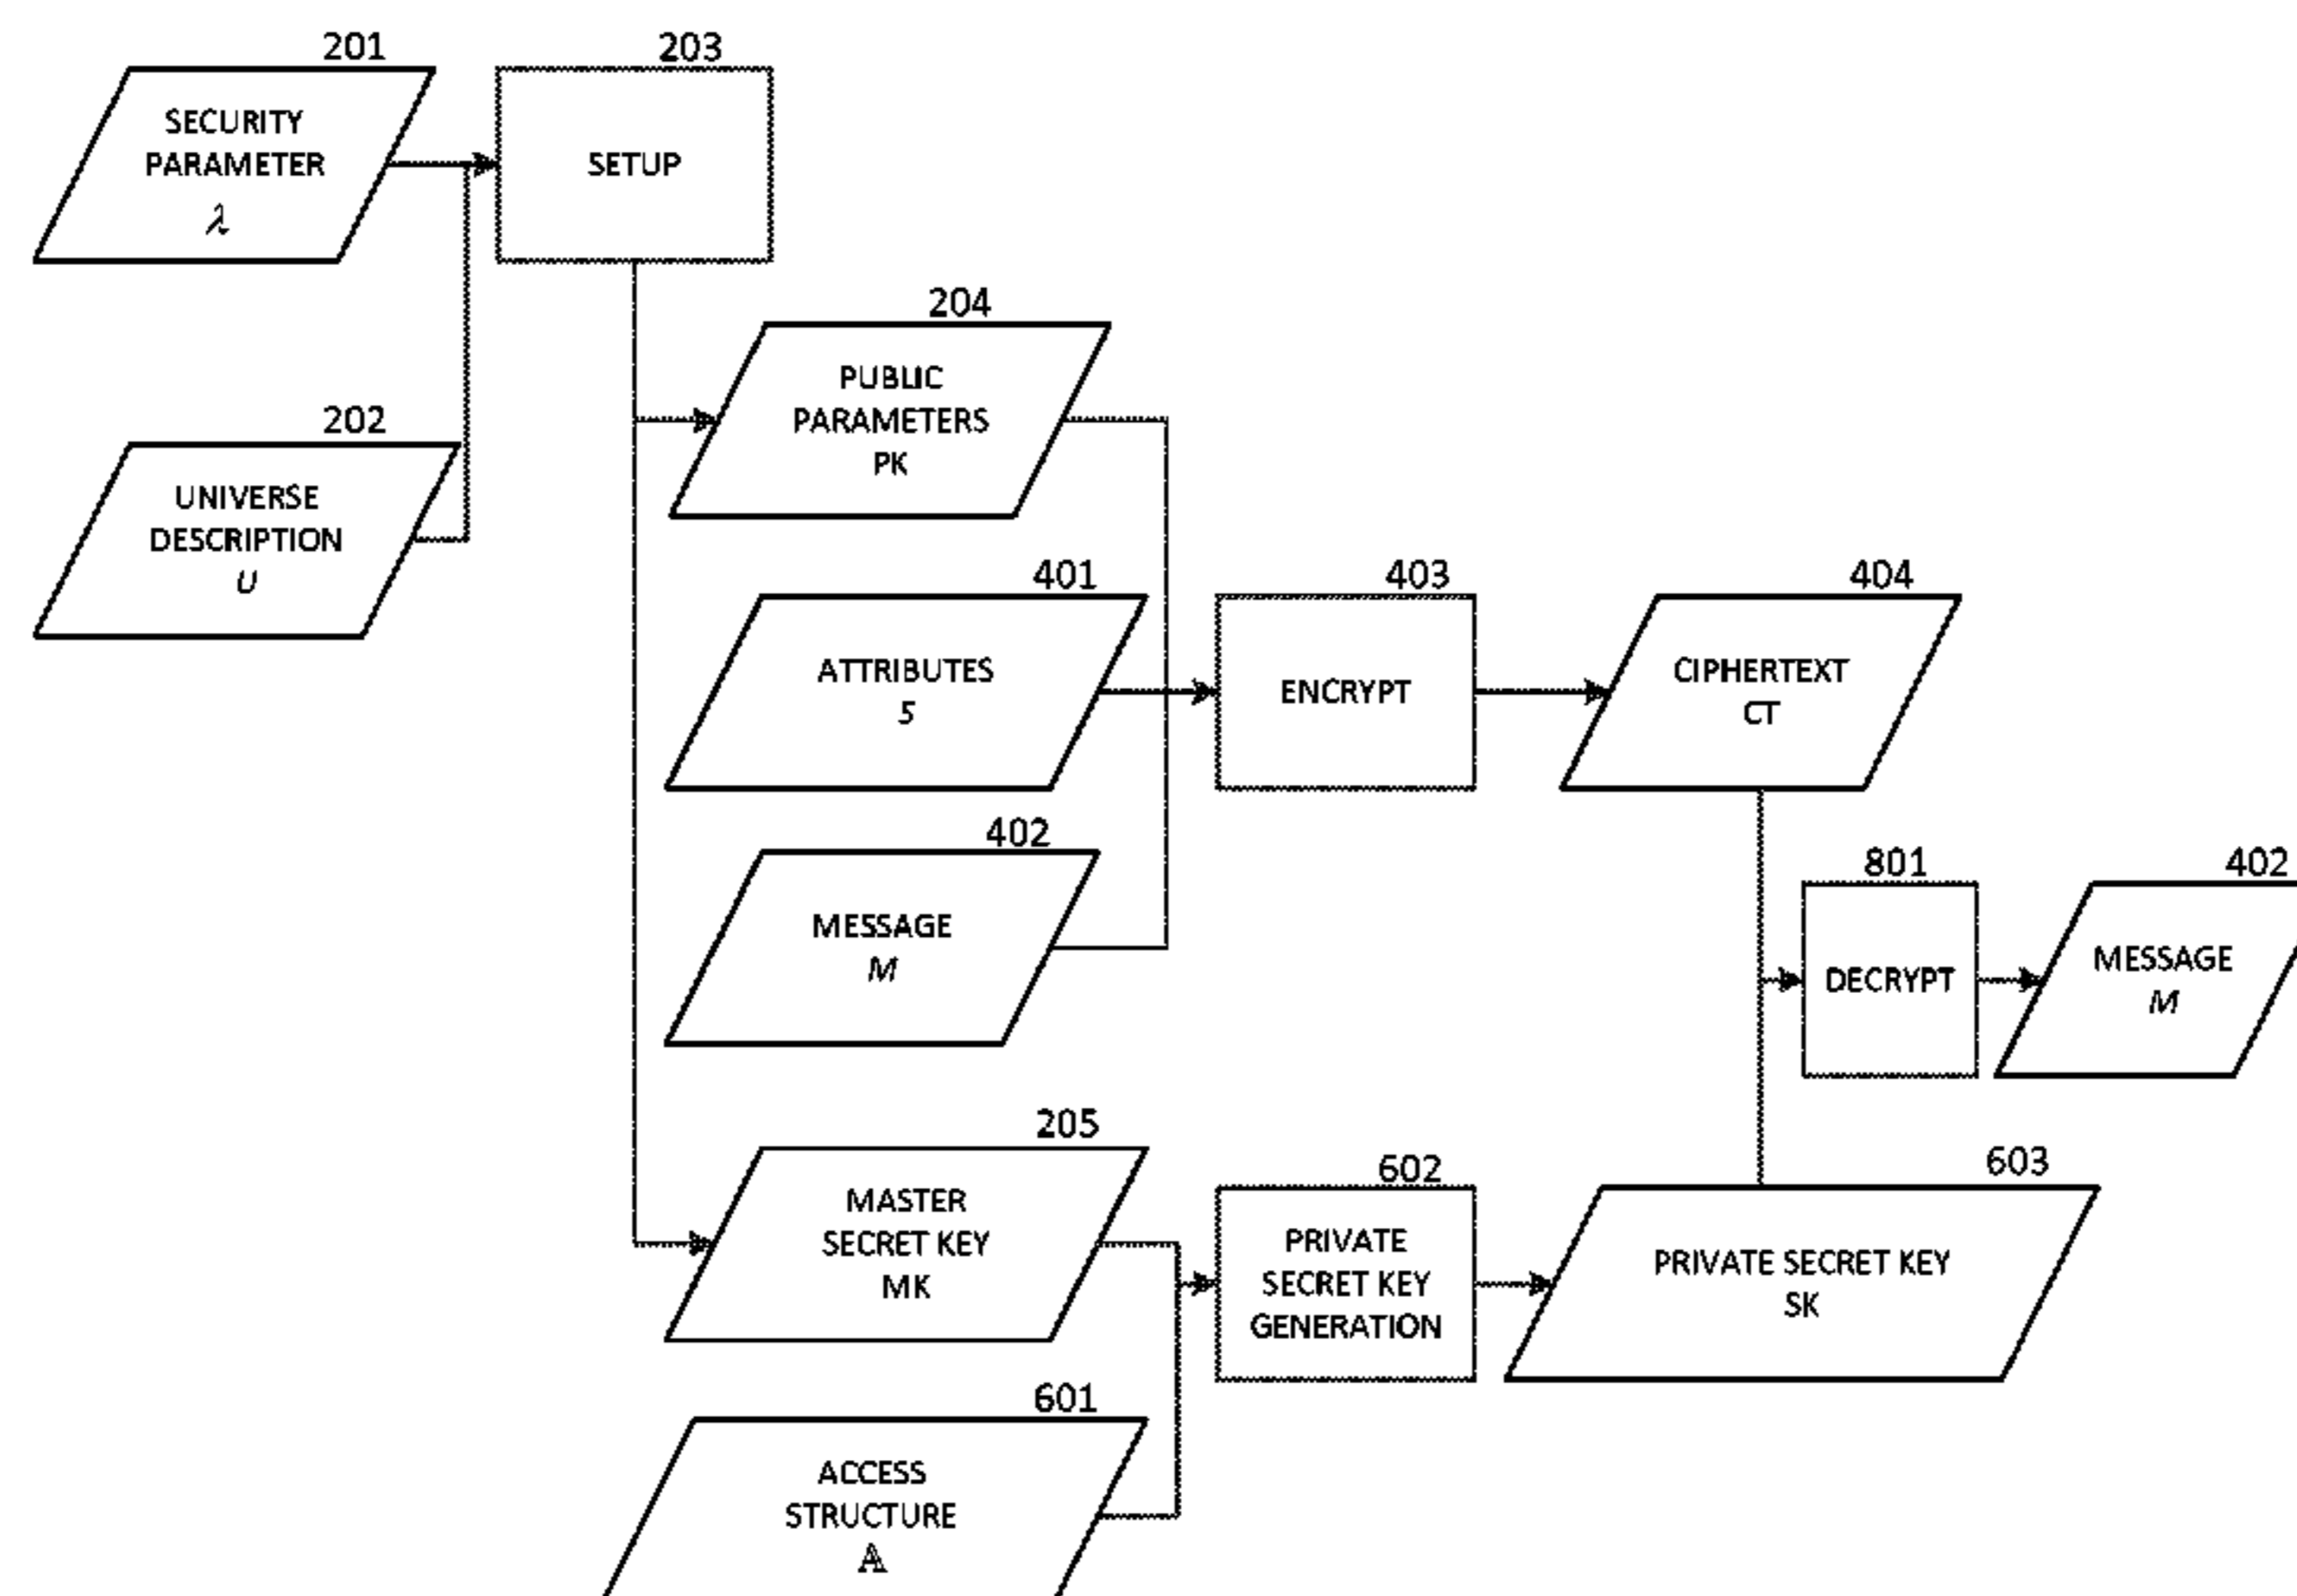 201
SECURITY
PARAMETER
λ
203
SETUP
204
PUBLIC
PARAMETERS
PK
202
UNIVERSE
DESCRIPTION
U
401
ATTRIBUTES
S
403
ENCRYPT
404
CIPHERTEXT
CT
402
MESSAGE
M
801
DECRYPT
402
MESSAGE
M
205
MASTER
SECRET KEY
MK
602
PRIVATE
SECRET KEY
GENERATION
603
PRIVATE SECRET KEY
SK
601
ACCESS
STRUCTURE
𝔸